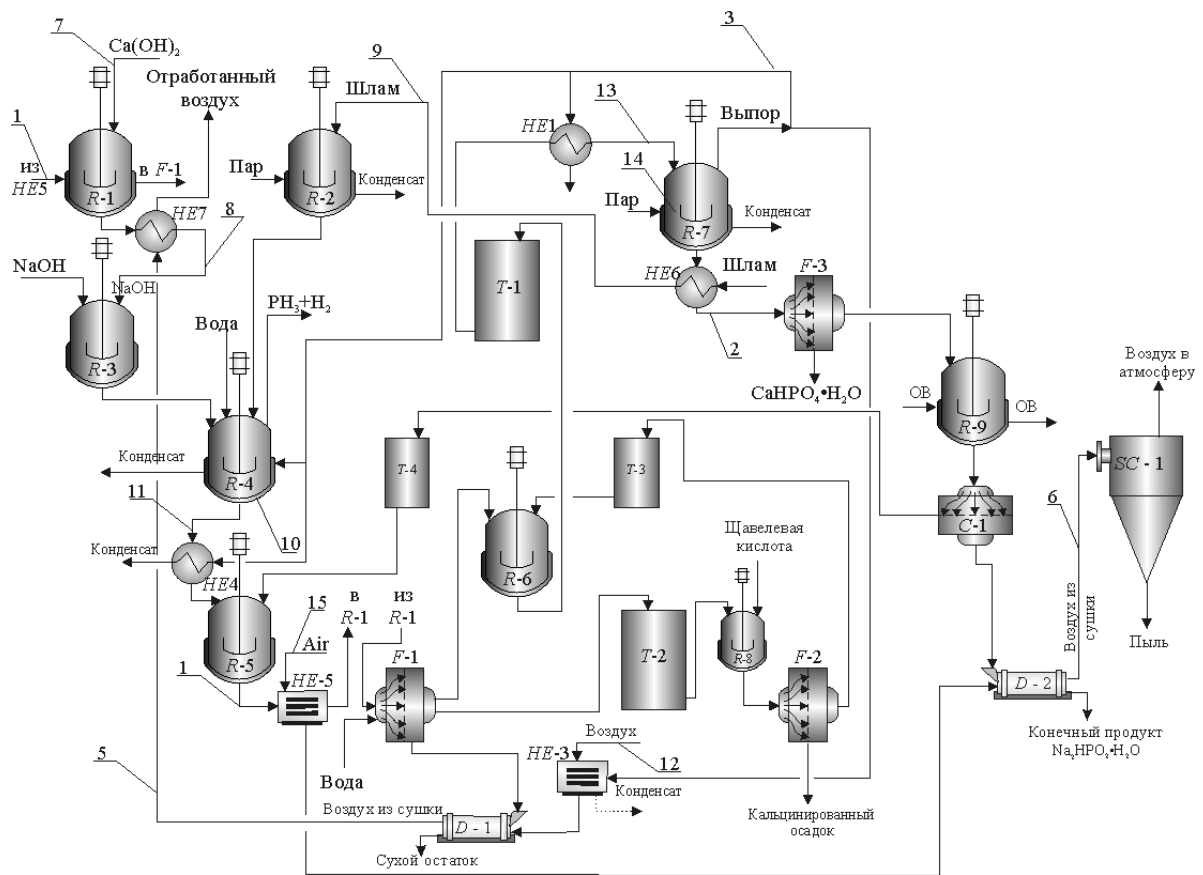 7
Ca(OH)₂
Отработанный
воздух
9
Шлам
3
13
Выпор
1
из
HE5
в F-1
R-1
HE7
8
Пар
R-2
Конденсат
HE1
14
Пар
R-7
Конденсат
NaOH
NaOH
R-3
PH₃+H₂
Вода
T-1
HE6
Шлам
F-3
2
CaHPO₄•H₂O
Воздух в
атмосферу
ОВ
R-9
ОВ
SC - 1
Конденсат
R-4
T-4
T-3
11
10
6
C-1
Щавелевая
кислота
Конденсат
HE4
R-6
Воздух из
сушки
Пыль
R-5
15
в
R-1
из
R-1
Air
1
HE-5
F-1
T-2
R-8
F-2
D - 2
Конечный продукт
Na₂HPO₂•H₂O
5
Вода
HE-3
Воздух
12
Конденсат
Воздух из сушки
D - 1
Сухой остаток
Кальцинированный
осадок